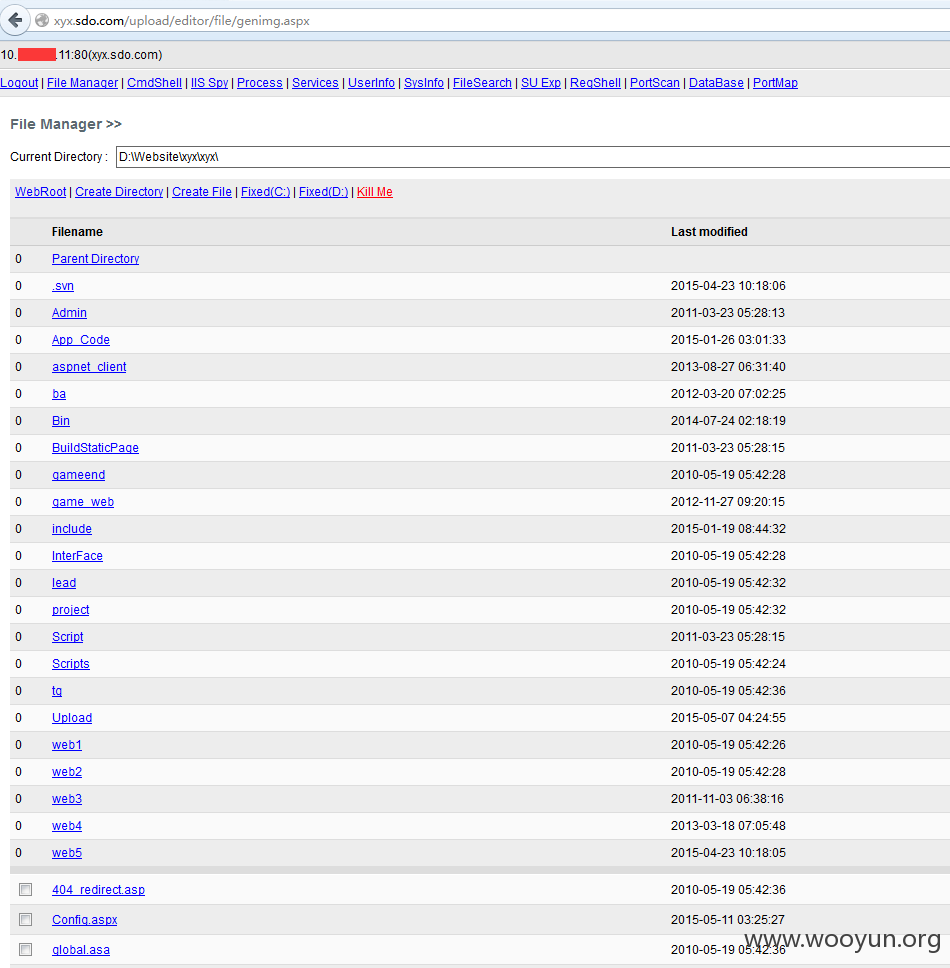 xyx.sdo.com/upload/editor/file/genimg.aspx
10. .11:80(xyx.sdo.com)
Logout | File Manager | CmdShell | IIS Spy | Process | Services | UserInfo | SysInfo | FileSearch | SU Exp | RegShell | PortScan | DataBase | PortMap
File Manager >>
Current Directory : D:\Website\xyx\xyx\
WebRoot | Create Directory | Create File | Fixed(C:) | Fixed(D:) | Kill Me
Filename Last modified
0 Parent Directory
0 .svn 2015-04-23 10:18:06
0 Admin 2011-03-23 05:28:13
0 App_Code 2015-01-26 03:01:33
0 aspnet_client 2013-08-27 06:31:40
0 ba 2012-03-20 07:02:25
0 Bin 2014-07-24 02:18:19
0 BuildStaticPage 2011-03-23 05:28:15
0 gameend 2010-05-19 05:42:28
0 game_web 2012-11-27 09:20:15
0 include 2015-01-19 08:44:32
0 InterFace 2010-05-19 05:42:28
0 lead 2010-05-19 05:42:32
0 project 2010-05-19 05:42:32
0 Script 2011-03-23 05:28:15
0 Scripts 2010-05-19 05:42:24
0 tg 2010-05-19 05:42:36
0 Upload 2015-05-07 04:24:55
0 web1 2010-05-19 05:42:26
0 web2 2010-05-19 05:42:28
0 web3 2011-11-03 06:38:16
0 web4 2013-03-18 07:05:48
0 web5 2015-04-23 10:18:05
404_redirect.asp 2010-05-19 05:42:36
Config.aspx 2015-05-11 03:25:27
global.asa 2010-05-19 05:42:36
www.wooyun.org